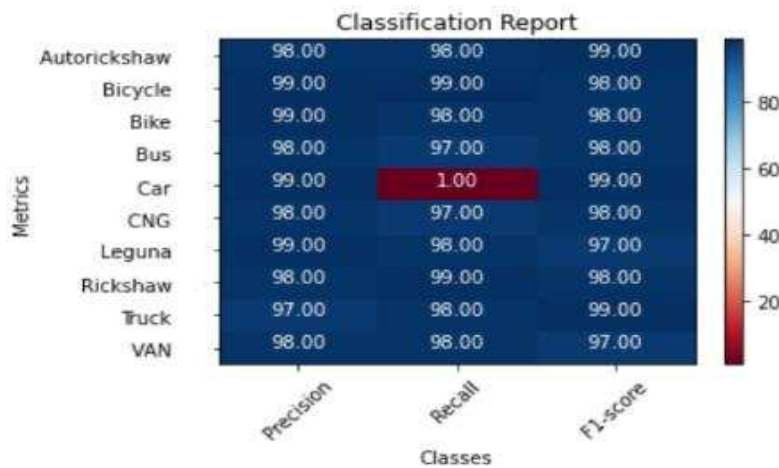 Classification Report
Autorickshaw 98.00 98.00 99.00
Bicycle 99.00 99.00 98.00
Bike 99.00 98.00 98.00
Bus 98.00 97.00 98.00
Car 99.00 1.00 99.00
CNG 98.00 97.00 98.00
Leguna 99.00 98.00 97.00
Rickshaw 98.00 99.00 98.00
Truck 97.00 98.00 99.00
VAN 98.00 98.00 97.00
Metrics
Precision Recall F1-score
Classes
80
60
40
20